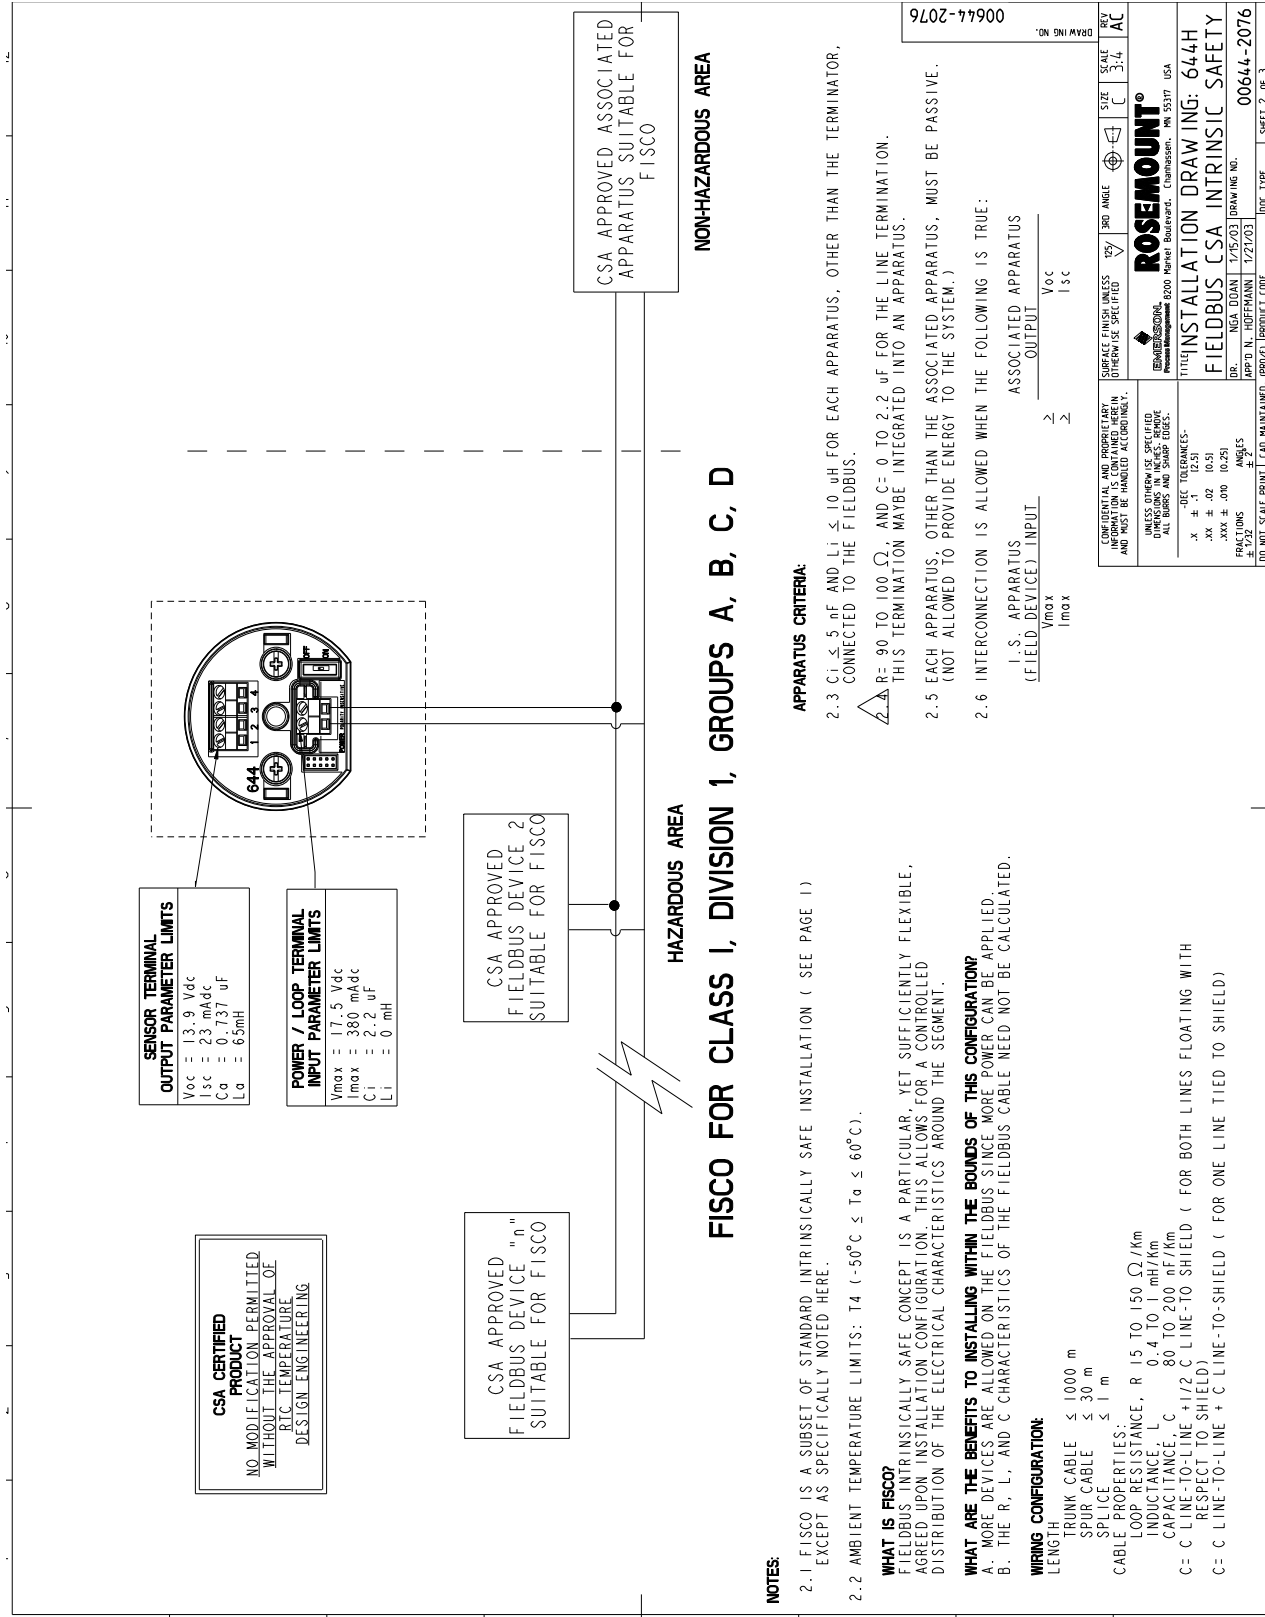 CSA CERTIFIED
PRODUCT
NO MODIFICATION PERMITTED
WITHOUT THE APPROVAL OF
RTC TEMPERATURE
DESIGN ENGINEERING
SENSOR TERMINAL
OUTPUT PARAMETER LIMITS
Voc = 13.9 Vdc
Isc = 23 mAdc
Ca = 0.737 uF
La = 65mH
POWER / LOOP TERMINAL
INPUT PARAMETER LIMITS
Vmax = 17.5 Vdc
Imax = 380 mAdc
Ci = 2.2 uF
Li = 0 mH
644
1 2 3 4
POWER
OFF
ON
CSA APPROVED
FIELDBUS DEVICE "n"
SUITABLE FOR FISCO
CSA APPROVED
FIELDBUS DEVICE 2
SUITABLE FOR FISCO
CSA APPROVED ASSOCIATED
APPARATUS SUITABLE FOR
FISCO
HAZARDOUS AREA
NON-HAZARDOUS AREA
FISCO FOR CLASS I, DIVISION 1, GROUPS A, B, C, D
NOTES:
2.1 FISCO IS A SUBSET OF STANDARD INTRINSICALLY SAFE INSTALLATION ( SEE PAGE 1)
EXCEPT AS SPECIFICALLY NOTED HERE.
2.2 AMBIENT TEMPERATURE LIMITS: T4 (-50°C ≤ Ta ≤ 60°C).
WHAT IS FISCO?
FIELDBUS INTRINSICALLY SAFE CONCEPT IS A PARTICULAR, YET SUFFICIENTLY FLEXIBLE,
AGREED UPON INSTALLATION CONFIGURATION. THIS ALLOWS FOR A CONTROLLED
DISTRIBUTION OF THE ELECTRICAL CHARACTERISTICS AROUND THE SEGMENT.
WHAT ARE THE BENEFITS TO INSTALLING WITHIN THE BOUNDS OF THIS CONFIGURATION?
A. MORE DEVICES ARE ALLOWED ON THE FIELDBUS SINCE MORE POWER CAN BE APPLIED.
B. THE R, L, AND C CHARACTERISTICS OF THE FIELDBUS CABLE NEED NOT BE CALCULATED.
WIRING CONFIGURATION:
LENGTH
TRUNK CABLE ≤ 1000 m
SPUR CABLE ≤ 30 m
SPLICE ≤ 1 m
CABLE PROPERTIES:
LOOP RESISTANCE, R 15 TO 150 Ω/Km
INDUCTANCE, L 0.4 TO 1 mH/Km
CAPACITANCE, C 80 TO 200 nF/Km
C= C LINE-TO-LINE +1/2 C LINE-TO SHIELD ( FOR BOTH LINES FLOATING WITH
RESPECT TO SHIELD)
C= C LINE-TO-LINE + C LINE-TO-SHIELD ( FOR ONE LINE TIED TO SHIELD)
APPARATUS CRITERIA:
2.3 Ci ≤ 5 nF AND Li ≤ 10 uH FOR EACH APPARATUS, OTHER THAN THE TERMINATOR,
CONNECTED TO THE FIELDBUS.
2.4 R= 90 TO 100 Ω, AND C= 0 TO 2.2 uF FOR THE LINE TERMINATION.
THIS TERMINATION MAYBE INTEGRATED INTO AN APPARATUS.
2.5 EACH APPARATUS, OTHER THAN THE ASSOCIATED APPARATUS, MUST BE PASSIVE.
(NOT ALLOWED TO PROVIDE ENERGY TO THE SYSTEM.)
2.6 INTERCONNECTION IS ALLOWED WHEN THE FOLLOWING IS TRUE:
I.S. APPARATUS ASSOCIATED APPARATUS
(FIELD DEVICE) INPUT OUTPUT
Vmax ≥ Voc
Imax ≥ Isc
DRAWING NO.
00644-2076
CONFIDENTIAL AND PROPRIETARY
INFORMATION IS CONTAINED HEREIN
AND MUST BE HANDLED ACCORDINGLY.
UNLESS OTHERWISE SPECIFIED
DIMENSIONS IN INCHES. REMOVE
ALL BURRS AND SHARP EDGES.
-DEC TOLERANCES-
.X ± .1 [2.5]
.XX ± .02 [0.5]
.XXX ± .010 [0.25]
FRACTIONS ANGLES
± 1/32 ± 2°
DO NOT SCALE PRINT
SURFACE FINISH UNLESS
OTHERWISE SPECIFIED
125
3RD ANGLE
SIZE
C
SCALE
3:4
REV
AC
EMERSON.
Process Management
ROSEMOUNT®
8200 Market Boulevard, Chanhassen, MN 55317 USA
TITLE INSTALLATION DRAWING: 644H
FIELDBUS CSA INTRINSIC SAFETY
DR. NGA DOAN 1/15/03
APP'D N. HOFFMANN 1/21/03
DRAWING NO.
00644-2076
CAD MAINTAINED
PRODUCT CODE
DOC TYPE
SHEET 2 OF 3